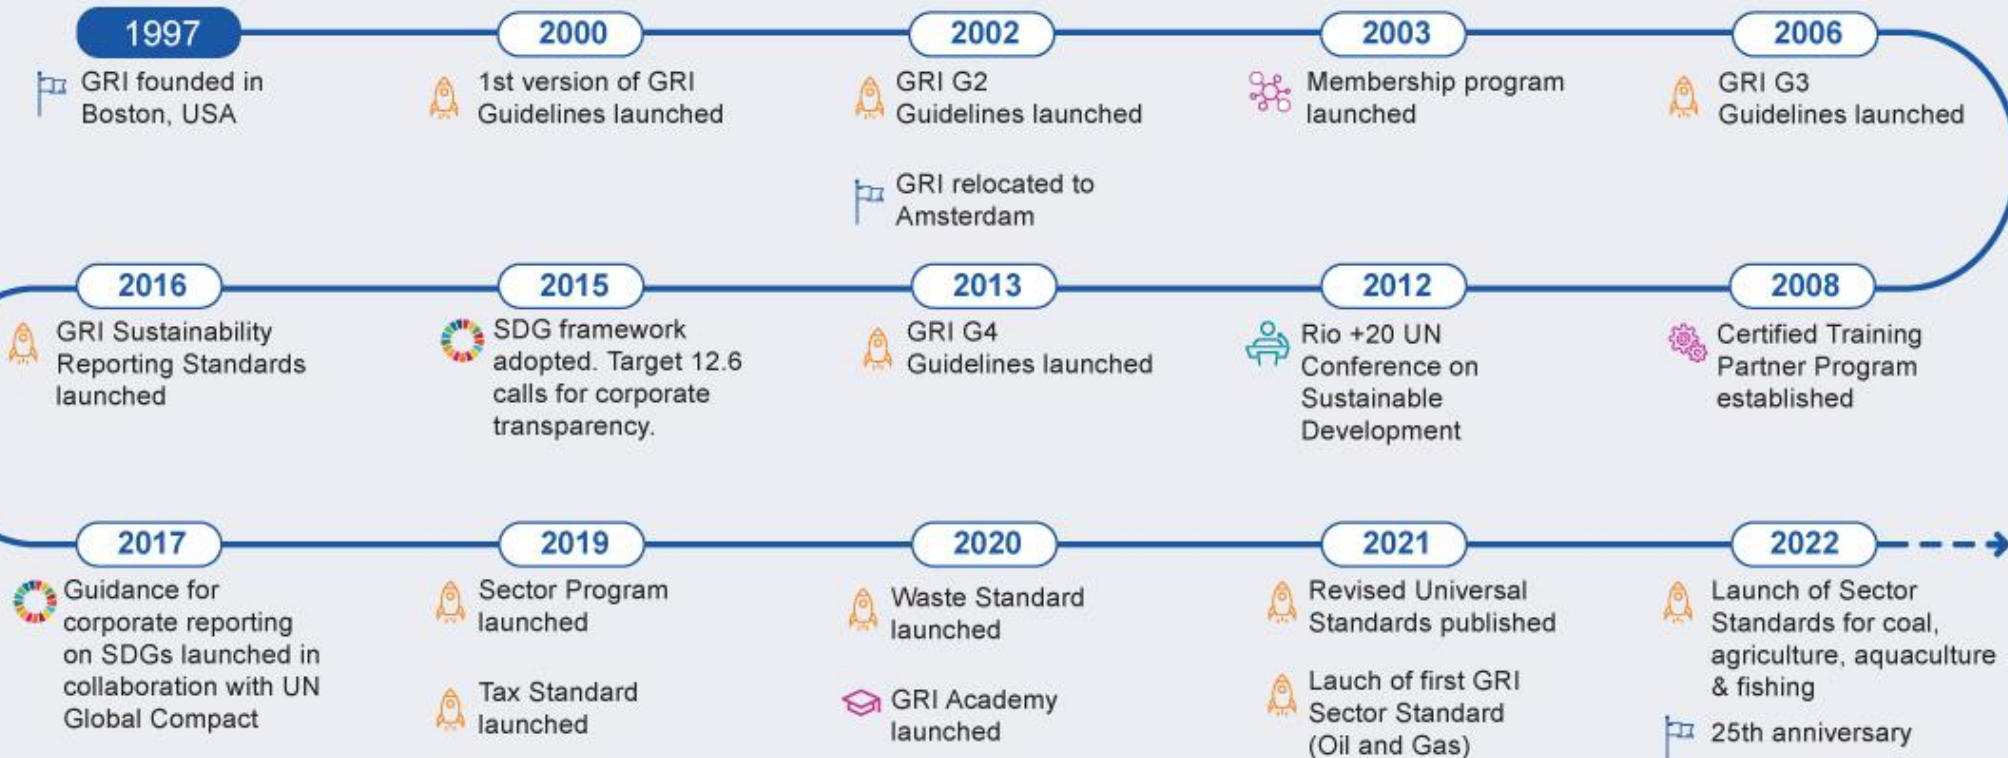 1997
GRI founded in
Boston, USA
2000
1st version of GRI
Guidelines launched
2002
GRI G2
Guidelines launched
GRI relocated to
Amsterdam
2003
Membership program
launched
2006
GRI G3
Guidelines launched
2016
GRI Sustainability
Reporting Standards
launched
2015
SDG framework
adopted. Target 12.6
calls for corporate
transparency.
2013
GRI G4
Guidelines launched
2012
Rio +20 UN
Conference on
Sustainable
Development
2008
Certified Training
Partner Program
established
2017
Guidance for
corporate reporting
on SDGs launched in
collaboration with UN
Global Compact
2019
Sector Program
launched
Tax Standard
launched
2020
Waste Standard
launched
GRI Academy
launched
2021
Revised Universal
Standards published
Lauch of first GRI
Sector Standard
(Oil and Gas)
2022
Launch of Sector
Standards for coal,
agriculture, aquaculture
& fishing
25th anniversary